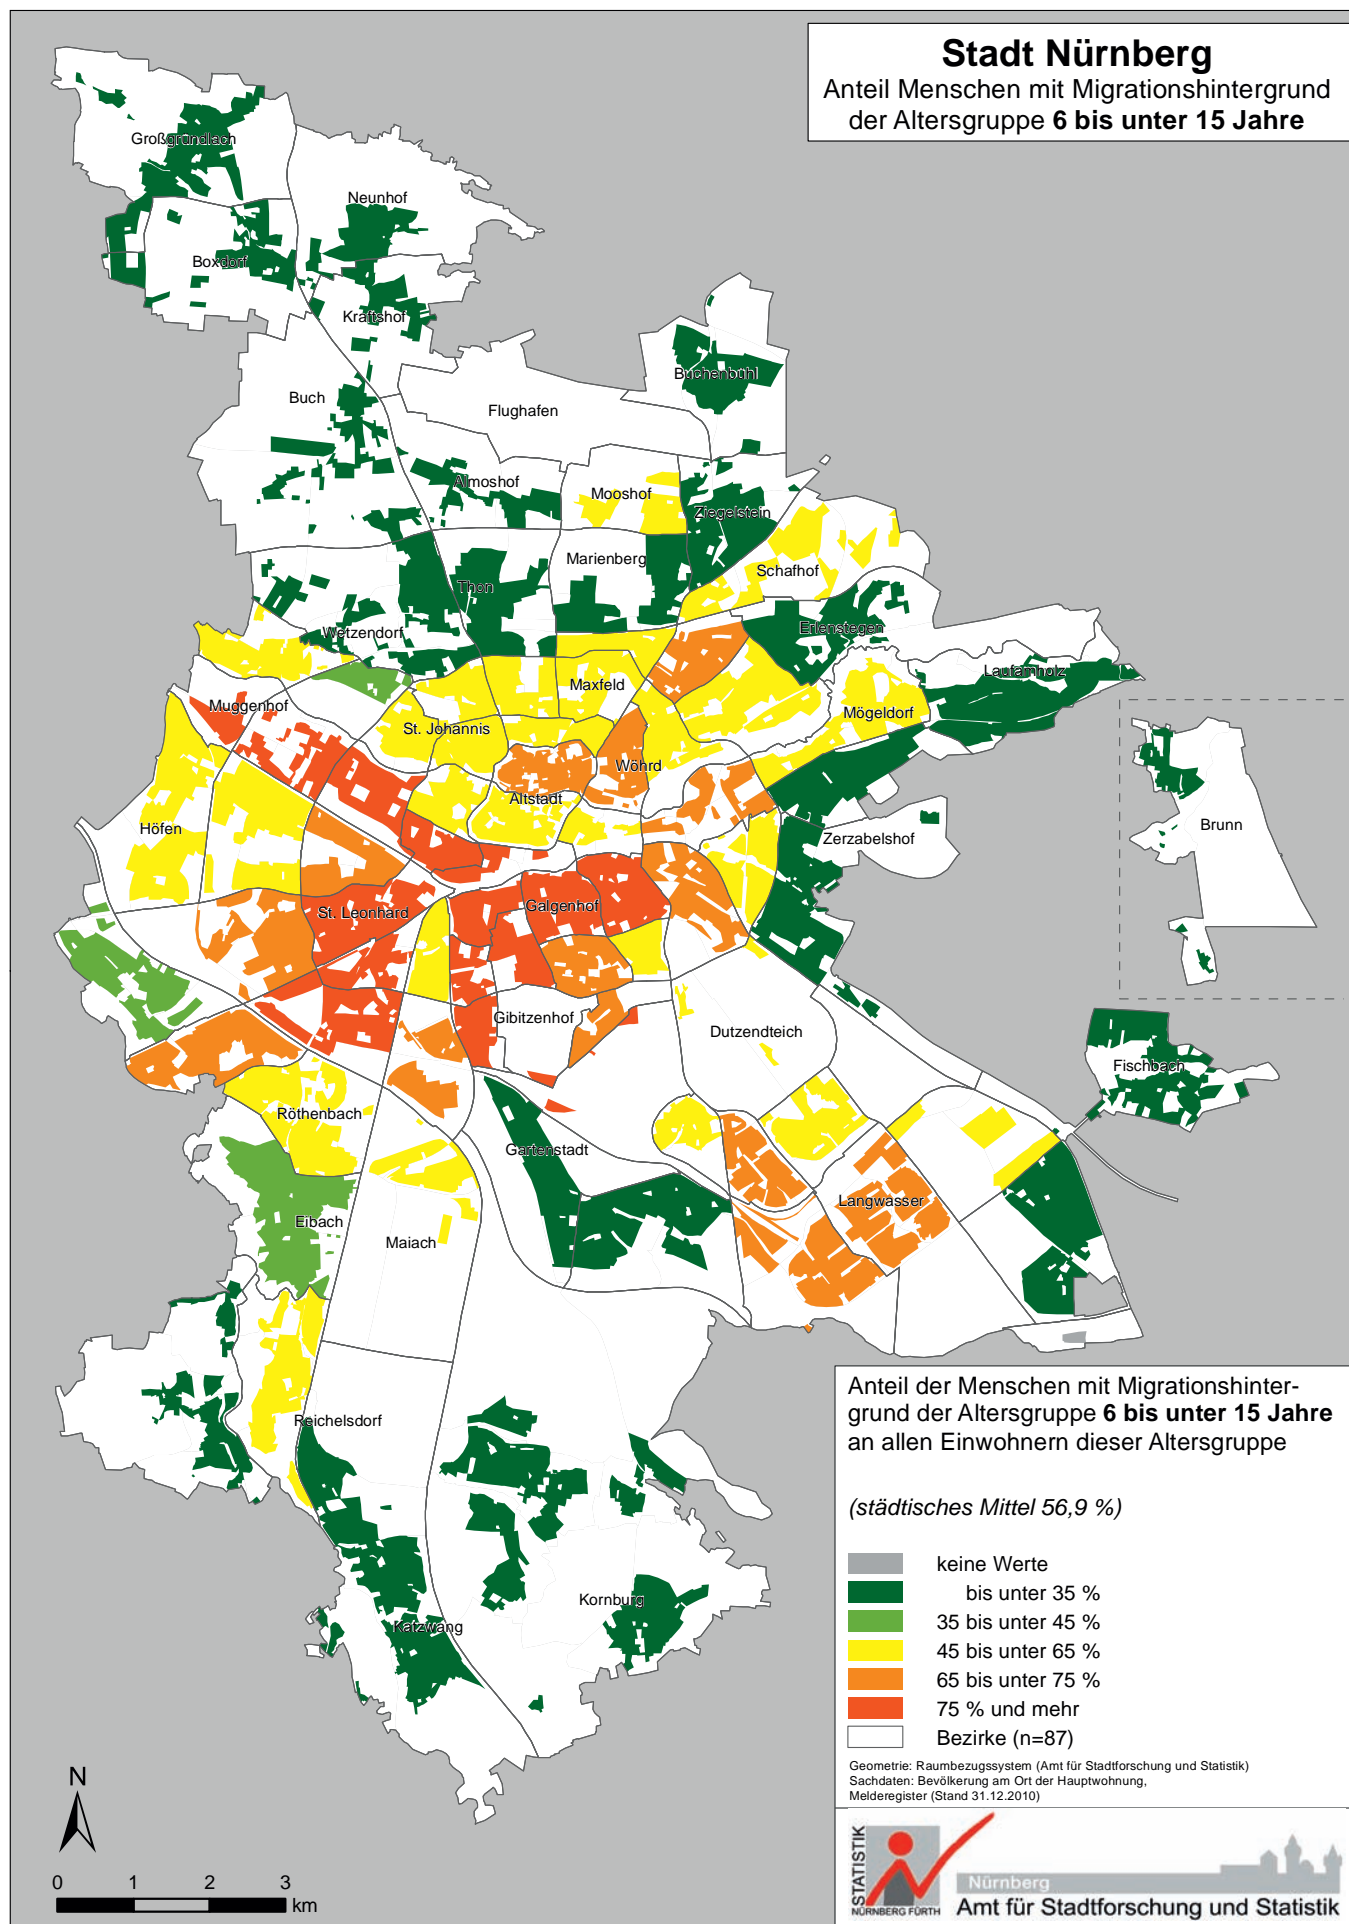 Stadt Nürnberg
Anteil Menschen mit Migrationshintergrund
der Altersgruppe 6 bis unter 15 Jahre
Großgründlach
Neunhof
Boxdorf
Kraftshof
Buchenbühl
Buch
Flughafen
Almoshof
Mooshof
Ziegelstein
Marienberg
Schafhof
Thon
Wetzendorf
Erlenstegen
Laufamholz
Maxfeld
Muggenhof
Mögeldorf
St. Johannis
Wöhrd
Altstadt
Höfen
Zerzabelshof
Brunn
St. Leonhard
Galgenhof
Gibitzenhof
Dutzendteich
Fischbach
Röthenbach
Gartenstadt
Langwasser
Eibach
Maiach
Reichelsdorf
Kornburg
Katzwang
Anteil der Menschen mit Migrationshinter-
grund der Altersgruppe 6 bis unter 15 Jahre
an allen Einwohnern dieser Altersgruppe
(städtisches Mittel 56,9 %)
keine Werte
bis unter 35 %
35 bis unter 45 %
45 bis unter 65 %
65 bis unter 75 %
75 % und mehr
Bezirke (n=87)
Geometrie: Raumbezugssystem (Amt für Stadtforschung und Statistik)
Sachdaten: Bevölkerung am Ort der Hauptwohnung,
Melderegister (Stand 31.12.2010)
N
0 1 2 3
km
STATISTIK
NÜRNBERG FÜRTH
Nürnberg
Amt für Stadtforschung und Statistik